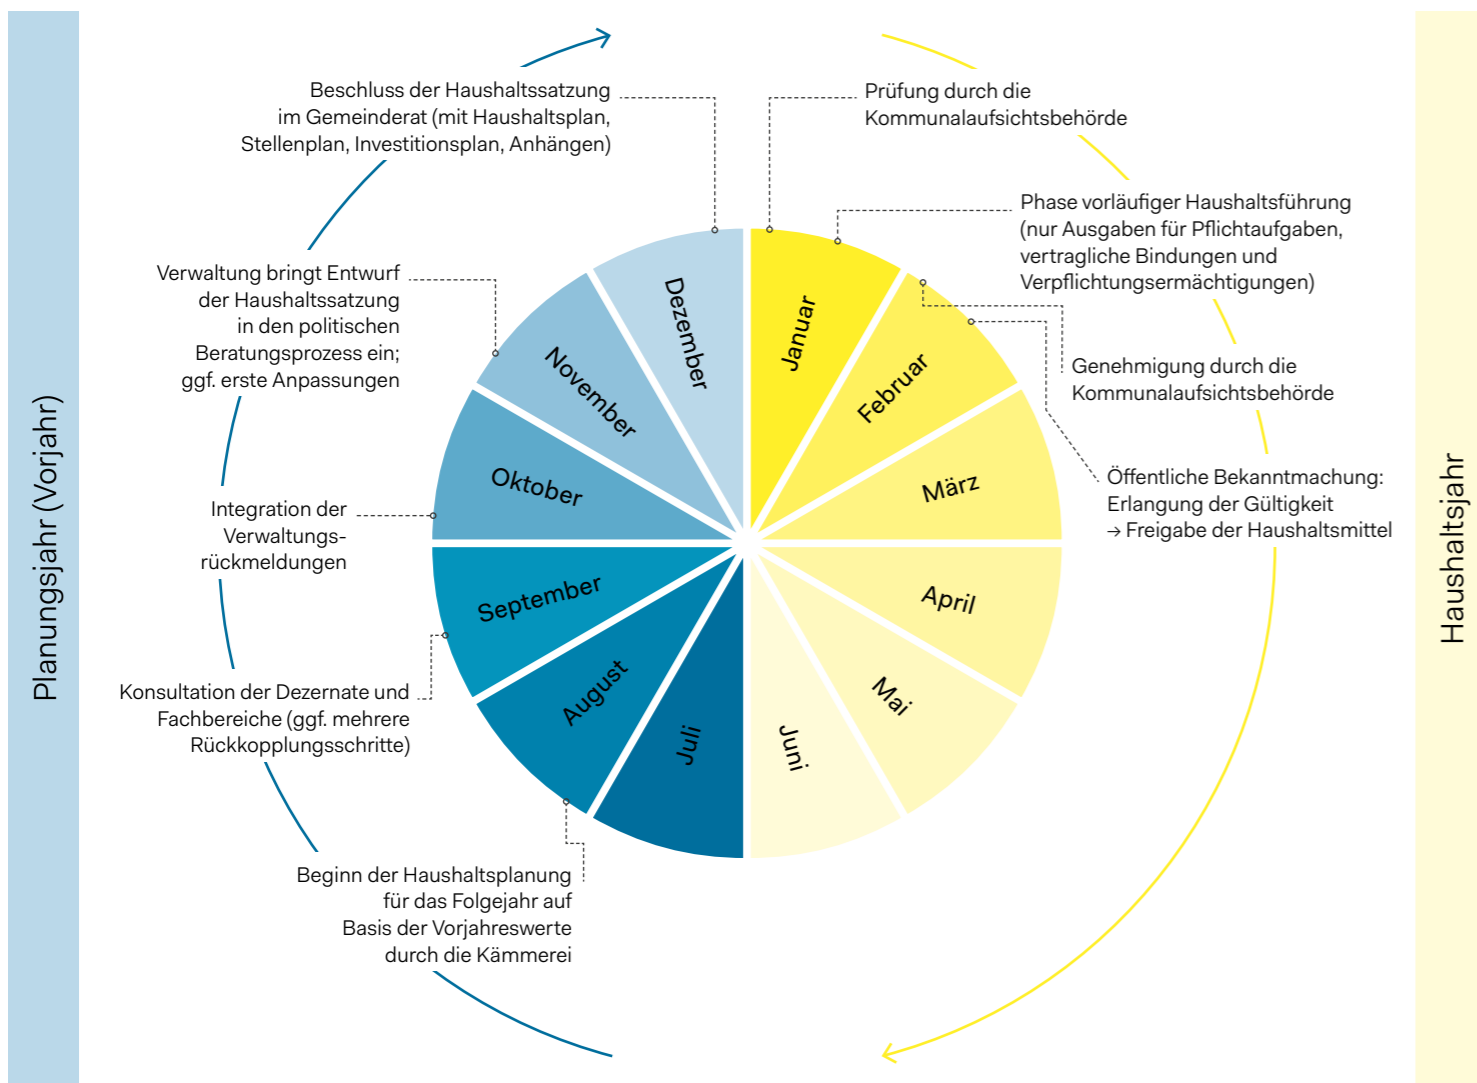 Planungsjahr (Vorjahr)
Beschluss der Haushaltssatzung
im Gemeinderat (mit Haushaltsplan,
Stellenplan, Investitionsplan, Anhängen)
Verwaltung bringt Entwurf
der Haushaltssatzung
in den politischen
Beratungsprozess ein;
ggf. erste Anpassungen
Integration der
Verwaltungs-
rückmeldungen
Konsultation der Dezernate und
Fachbereiche (ggf. mehrere
Rückkopplungsschritte)
Beginn der Haushaltsplanung
für das Folgejahr auf
Basis der Vorjahreswerte
durch die Kämmerei
Januar
Februar
März
April
Mai
Juni
Juli
August
September
Oktober
November
Dezember
Prüfung durch die
Kommunalaufsichtsbehörde
Phase vorläufiger Haushaltsführung
(nur Ausgaben für Pflichtaufgaben,
vertragliche Bindungen und
Verpflichtungsermächtigungen)
Genehmigung durch die
Kommunalaufsichtsbehörde
Öffentliche Bekanntmachung:
Erlangung der Gültigkeit
→ Freigabe der Haushaltsmittel
Haushaltsjahr